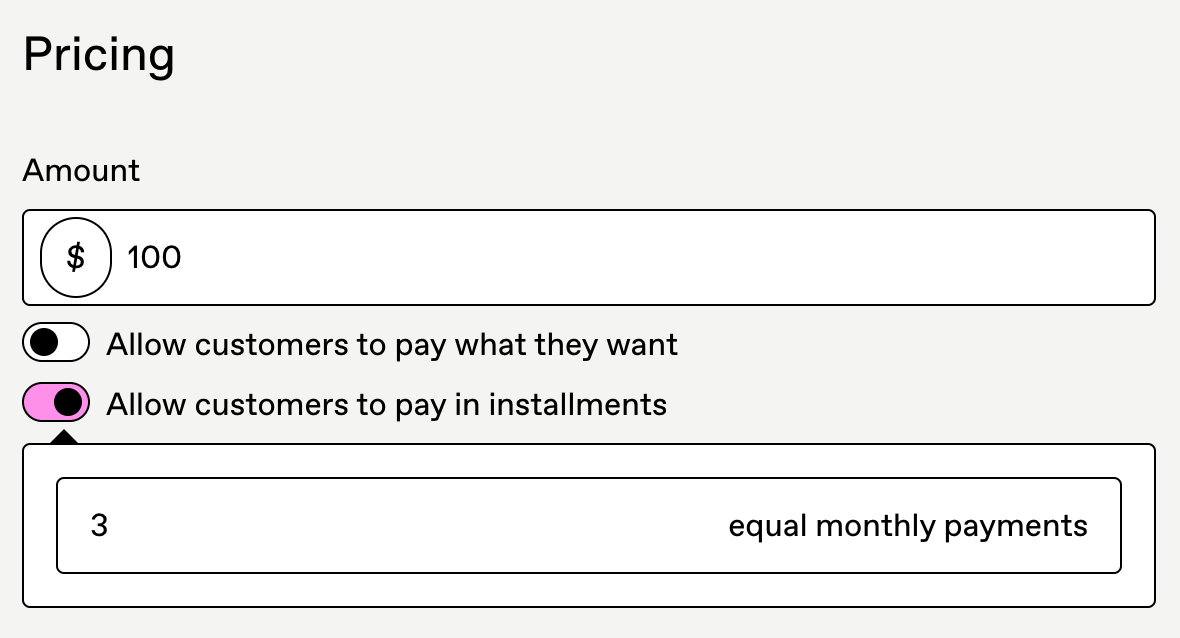 Pricing
Amount
$ 100
Allow customers to pay what they want
Allow customers to pay in installments
3 equal monthly payments